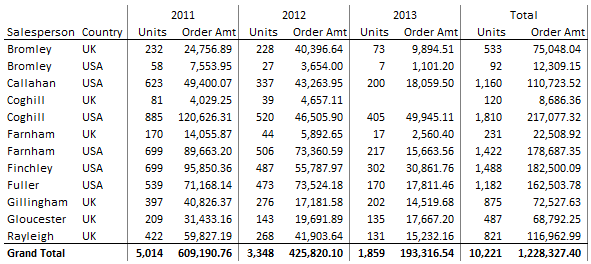 2011 2012 2013 Total
Salesperson Country Units Order Amt Units Order Amt Units Order Amt Units Order Amt
Bromley UK 232 24,756.89 228 40,396.64 73 9,894.51 533 75,048.04
Bromley USA 58 7,553.95 27 3,654.00 7 1,101.20 92 12,309.15
Callahan USA 623 49,400.07 337 43,263.95 200 18,059.50 1,160 110,723.52
Coghill UK 81 4,029.25 39 4,657.11 120 8,686.36
Coghill USA 885 120,626.31 520 46,505.90 405 49,945.11 1,810 217,077.32
Farnham UK 170 14,055.87 44 5,892.65 17 2,560.40 231 22,508.92
Farnham USA 699 89,663.20 506 73,360.59 217 15,663.56 1,422 178,687.35
Finchley USA 699 95,850.36 487 55,787.97 302 30,861.76 1,488 182,500.09
Fuller USA 539 71,168.14 473 73,524.18 170 17,811.46 1,182 162,503.78
Gillingham UK 397 40,826.37 276 17,181.58 202 14,519.68 875 72,527.63
Gloucester UK 209 31,433.16 143 19,691.89 135 17,667.20 487 68,792.25
Rayleigh UK 422 59,827.19 268 41,903.64 131 15,232.16 821 116,962.99
Grand Total 5,014 609,190.76 3,348 425,820.10 1,859 193,316.54 10,221 1,228,327.40